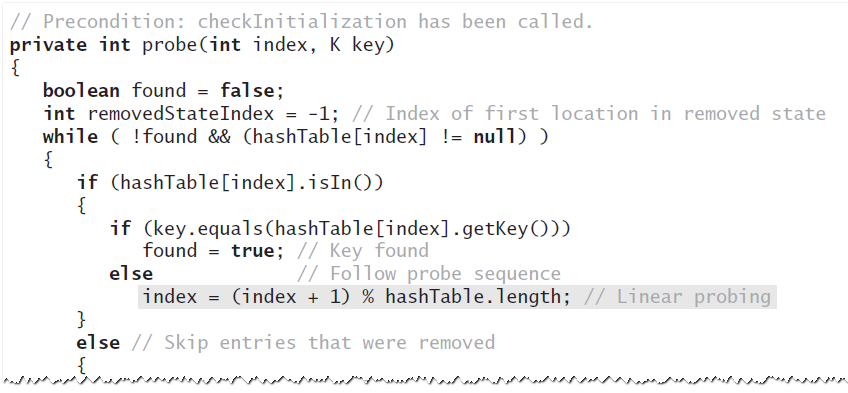 // Precondition: checkInitialization has been called.
private int probe(int index, K key)
{
   boolean found = false;
   int removedStateIndex = -1; // Index of first location in removed state
   while ( !found && (hashTable[index] != null) )
   {
      if (hashTable[index].isIn())
      {
         if (key.equals(hashTable[index].getKey()))
            found = true; // Key found
         else             // Follow probe sequence
            index = (index + 1) % hashTable.length; // Linear probing
      }
      else // Skip entries that were removed
      {